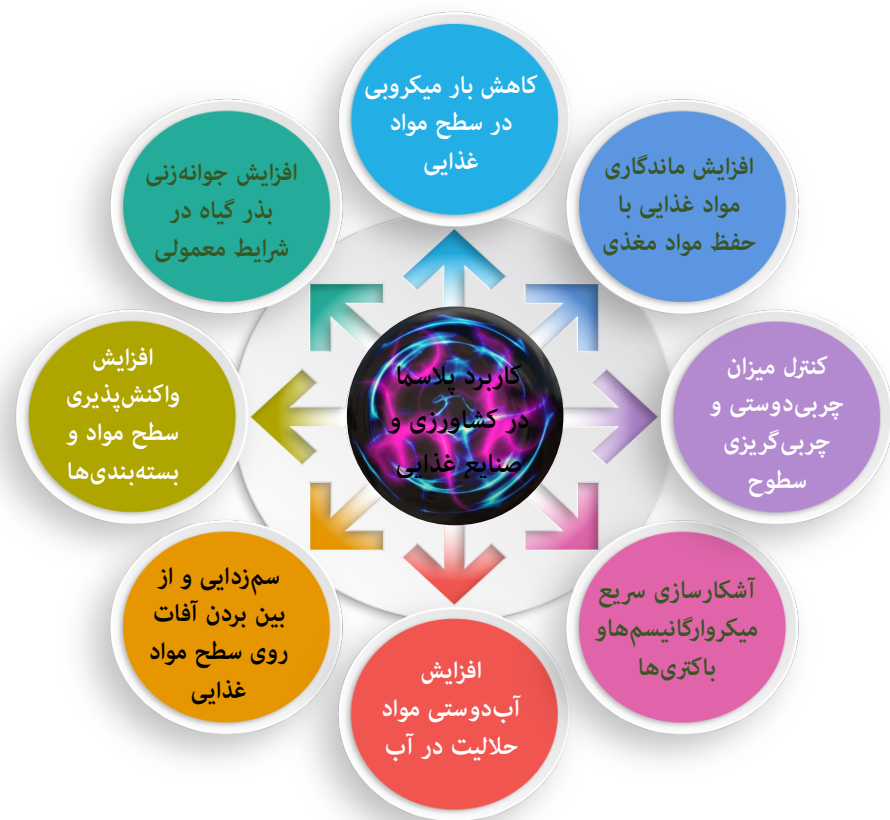 کاربرد پلاسما
در کشاورزی و
صنایع غذایی
کاهش بار میکروبی
در سطح مواد
غذایی
افزایش ماندگاری
مواد غذایی با
حفظ مواد مغذی
کنترل میزان
چربی‌دوستی و
چربی‌گریزی
سطوح
آشکارسازی سریع
میکروارگانیسم‌هاو
باکتری‌ها
افزایش
آب‌دوستی مواد
حلالیت در آب
سم‌زدایی و از
بین بردن آفات
روی سطح مواد
غذایی
افزایش
واکنش‌پذیری
سطح مواد و
بسته‌بندی‌ها
افزایش جوانه‌زنی
بذر گیاه در
شرایط معمولی